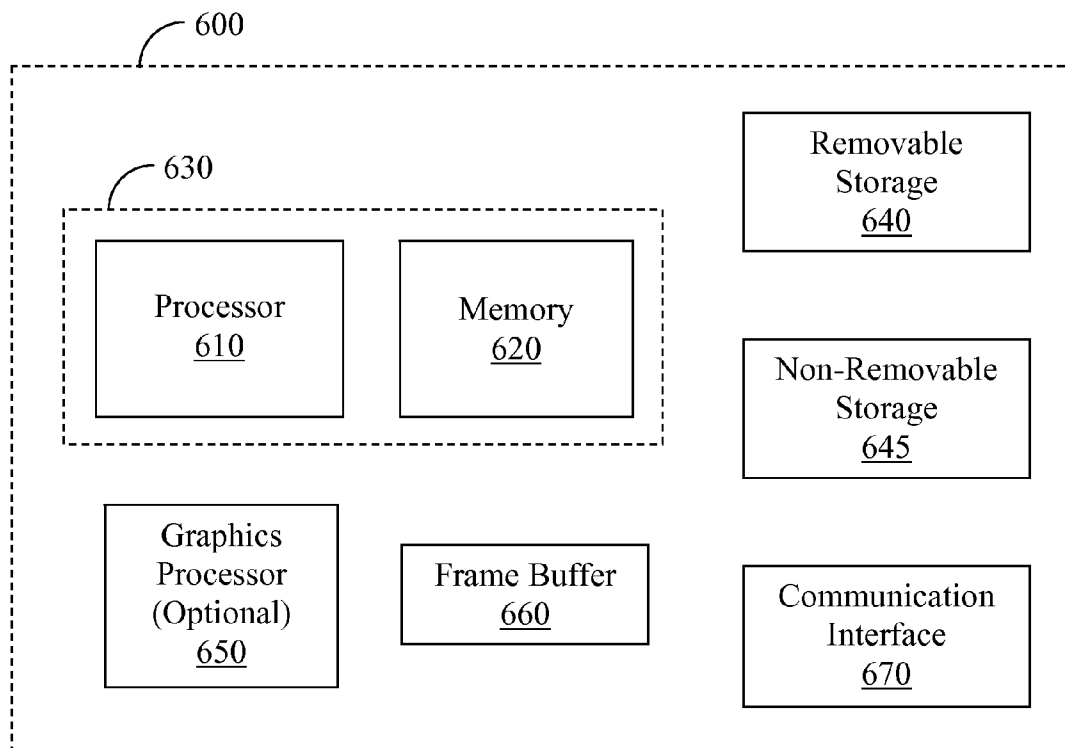 600
630
Processor
610
Memory
620
Removable
Storage
640
Non-Removable
Storage
645
Graphics
Processor
(Optional)
650
Frame Buffer
660
Communication
Interface
670